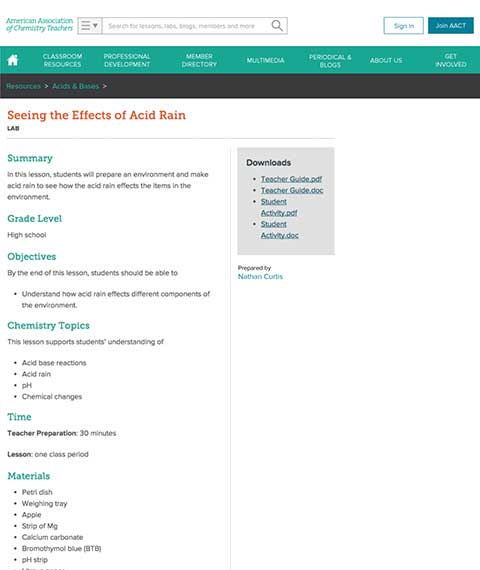 American Association
of Chemistry Teachers
Search for lessons, labs, blogs, members and more
Sign in
Join AACT
CLASSROOM RESOURCES
PROFESSIONAL DEVELOPMENT
MEMBER DIRECTORY
MULTIMEDIA
PERIODICAL & BLOGS
ABOUT US
GET INVOLVED
Resources > Acids & Bases >
Seeing the Effects of Acid Rain
LAB
Summary
In this lesson, students will prepare an environment and make
acid rain to see how the acid rain effects the items in the
environment.
Grade Level
High school
Objectives
By the end of this lesson, students should be able to
• Understand how acid rain effects different components of
the environment.
Chemistry Topics
This lesson supports students' understanding of
• Acid base reactions
• Acid rain
• pH
• Chemical changes
Time
Teacher Preparation: 30 minutes
Lesson: one class period
Materials
• Petri dish
• Weighing tray
• Apple
• Strip of Mg
• Calcium carbonate
• Bromothymol blue (BTB)
• pH strip
Downloads
• Teacher Guide.pdf
• Teacher Guide.doc
• Student
Activity.pdf
• Student
Activity.doc
Prepared by
Nathan Curtis